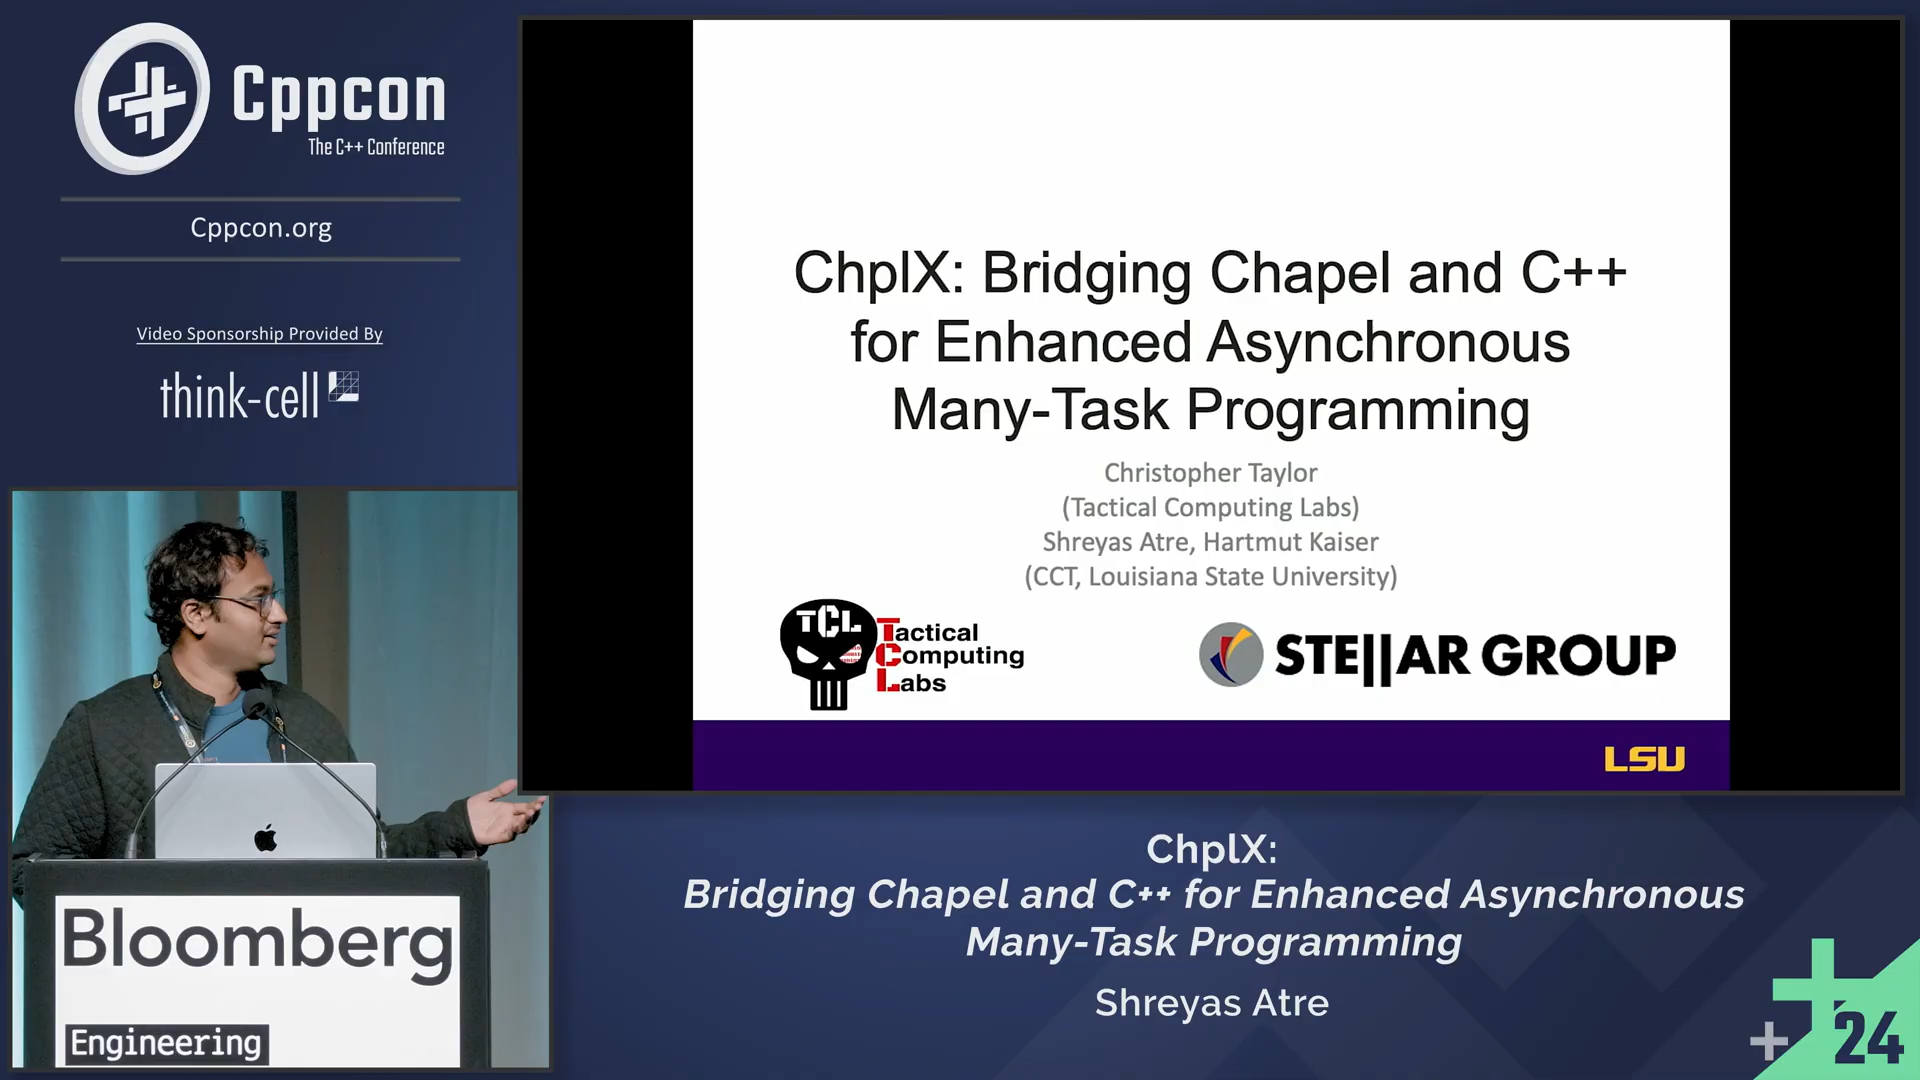 Cppcon
The C++ Conference
Cppcon.org
Video Sponsorship Provided By
think-cell
ChplX: Bridging Chapel and C++
for Enhanced Asynchronous
Many-Task Programming
Christopher Taylor
(Tactical Computing Labs)
Shreyas Atre, Hartmut Kaiser
(CCT, Louisiana State University)
TCL
Tactical
Computing
Labs
STE||AR GROUP
LSU
Bloomberg
Engineering
ChplX:
Bridging Chapel and C++ for Enhanced Asynchronous
Many-Task Programming
Shreyas Atre
24